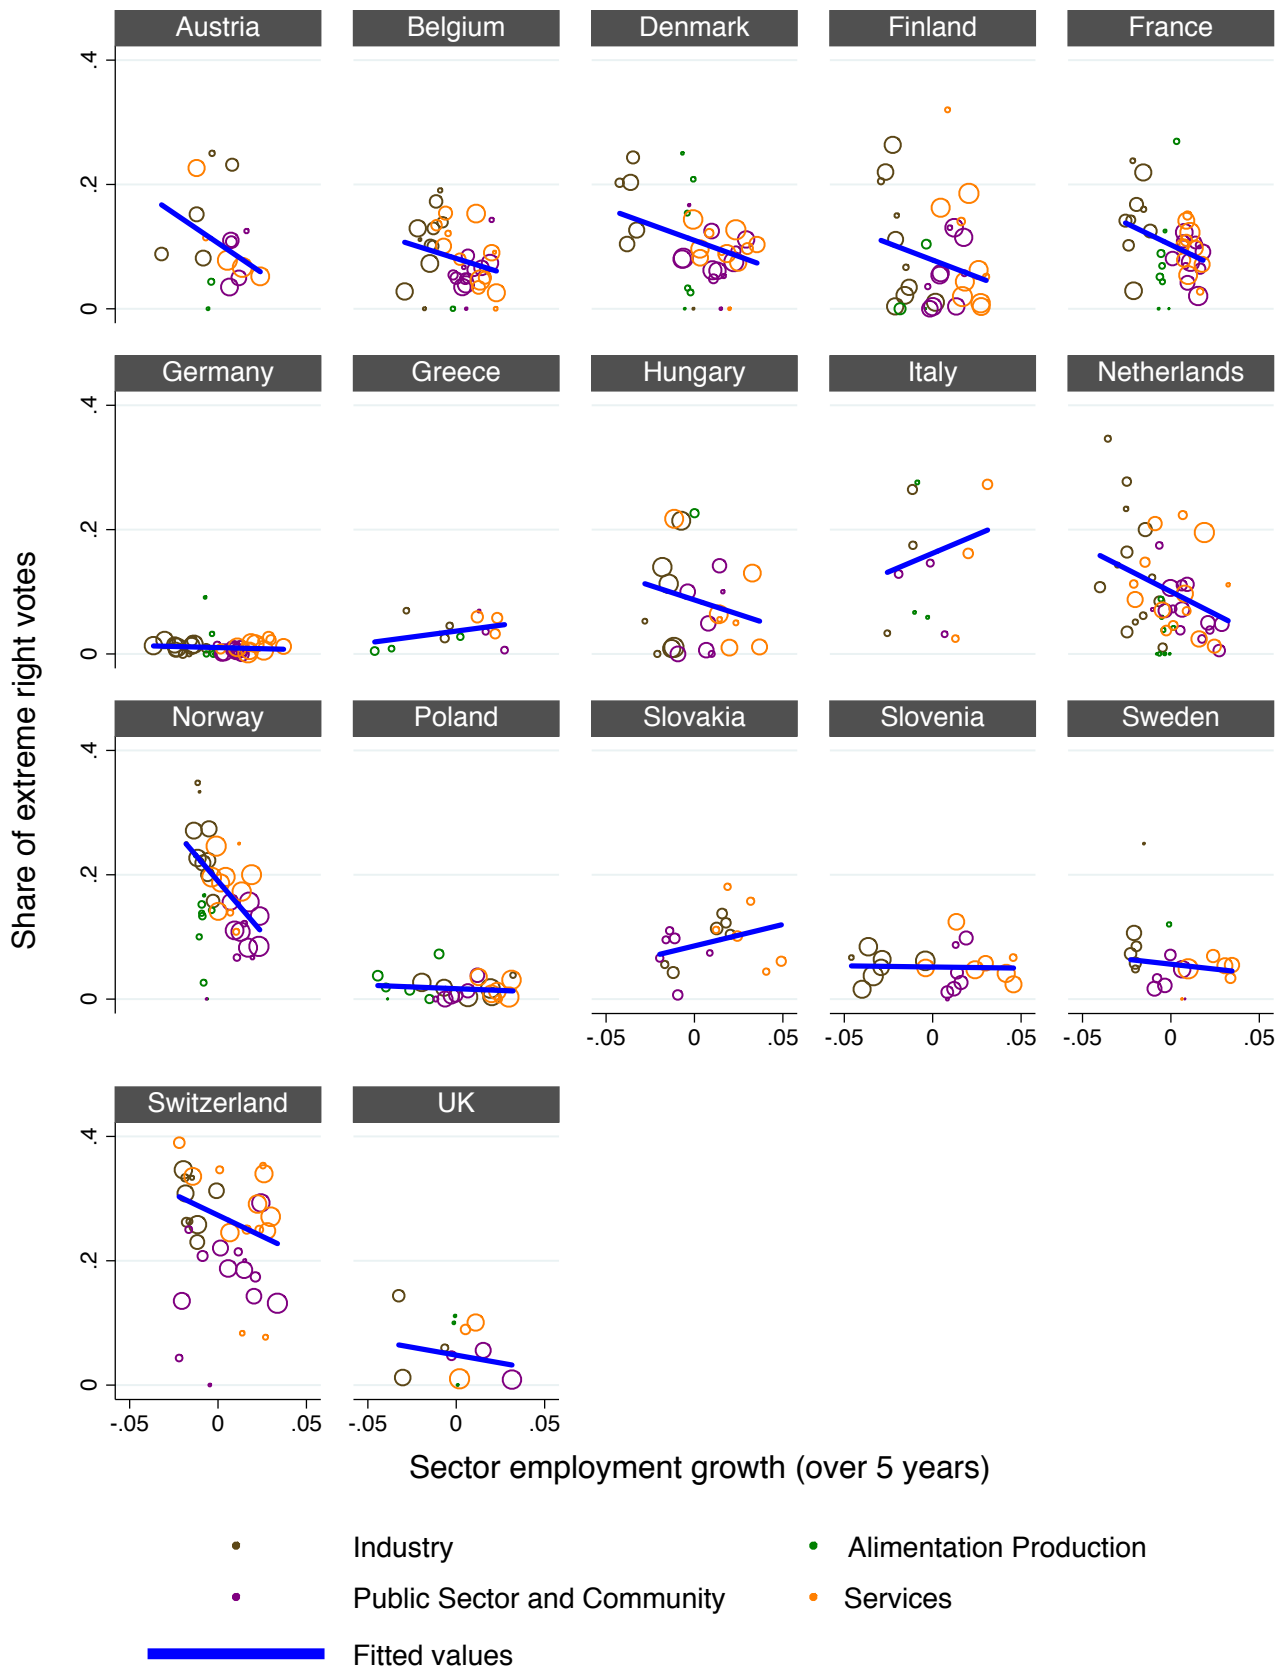 Austria Belgium Denmark Finland France
.4
.2
0
Germany Greece Hungary Italy Netherlands
.4
.2
0
Share of extreme right votes
Norway Poland Slovakia Slovenia Sweden
.4
.2
0
-.05 0 .05 -.05 0 .05 -.05 0 .05
Switzerland UK
.4
.2
0
-.05 0 .05 -.05 0 .05
Sector employment growth (over 5 years)
Industry Alimentation Production
Public Sector and Community Services
Fitted values